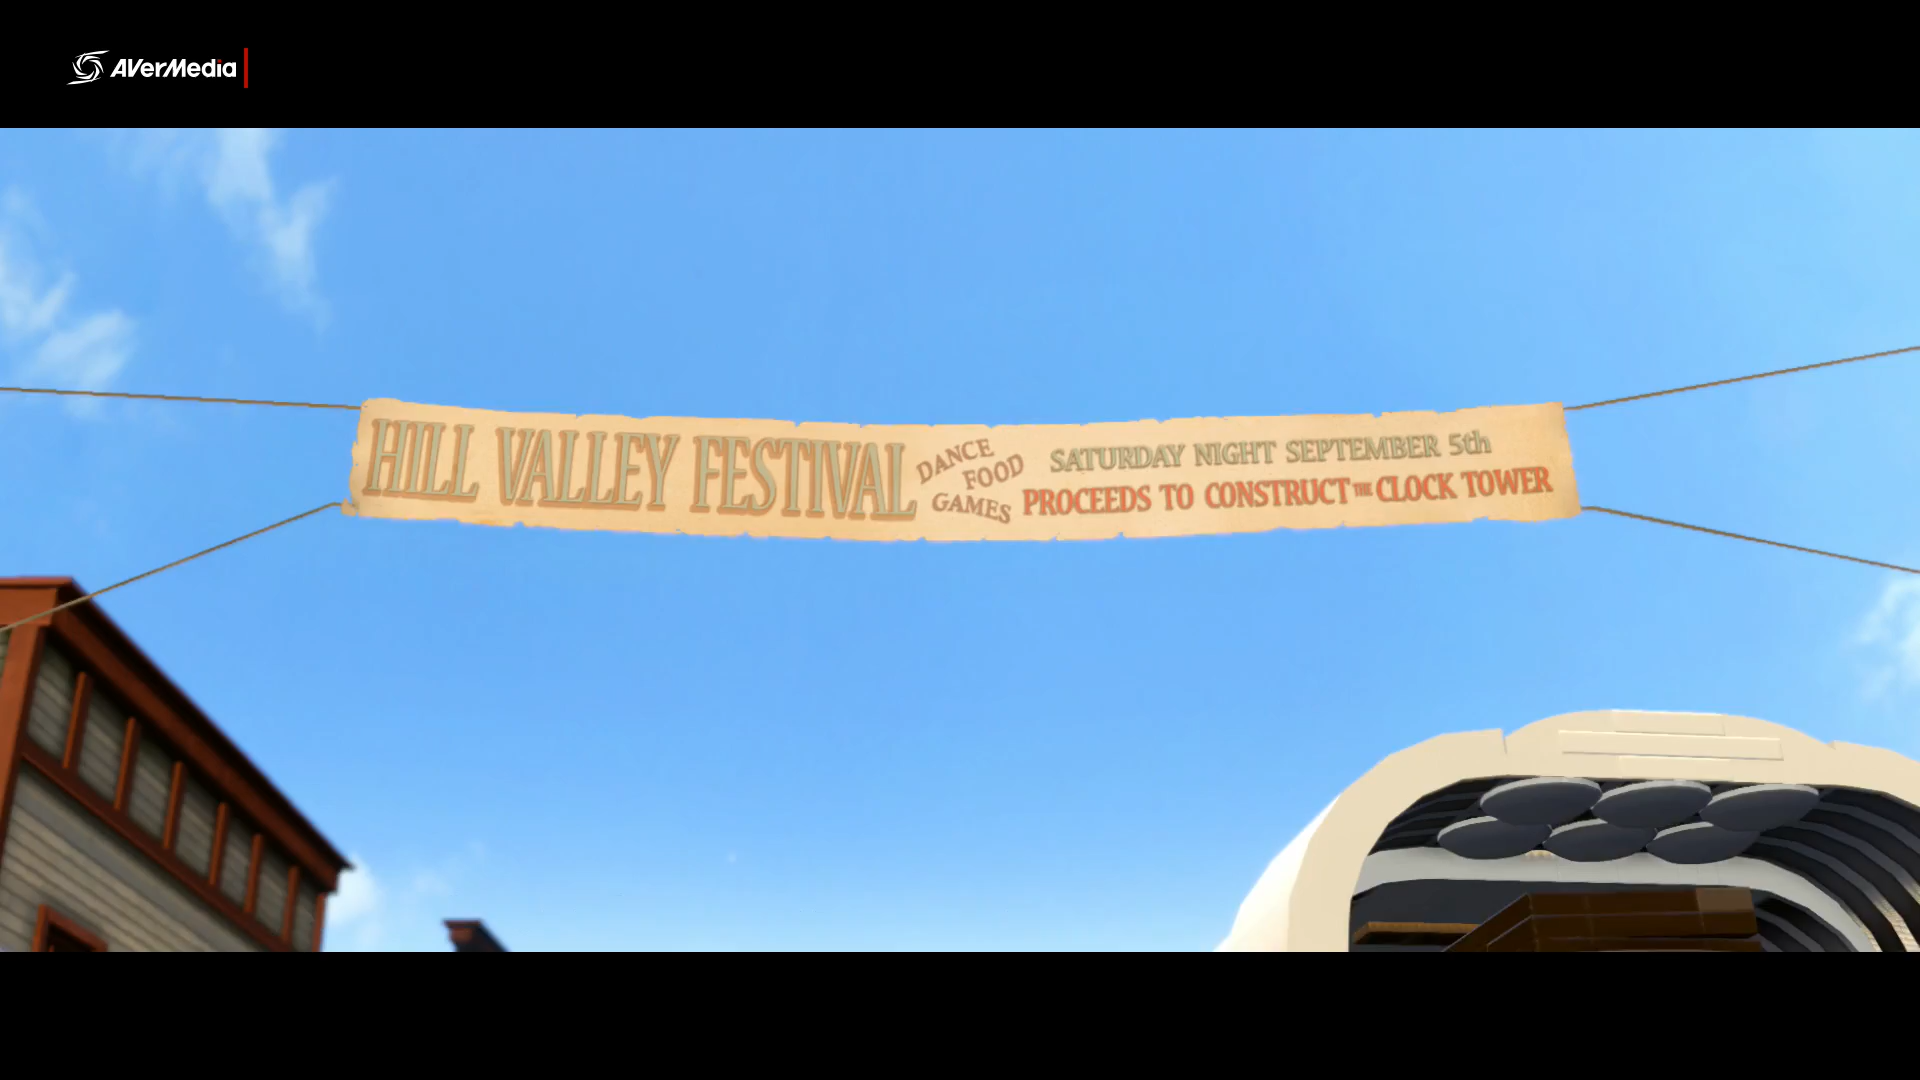 AVerMedia
HILL VALLEY FESTIVAL
DANCE
FOOD
GAMES
SATURDAY NIGHT SEPTEMBER 5th
PROCEEDS TO CONSTRUCT THE CLOCK TOWER